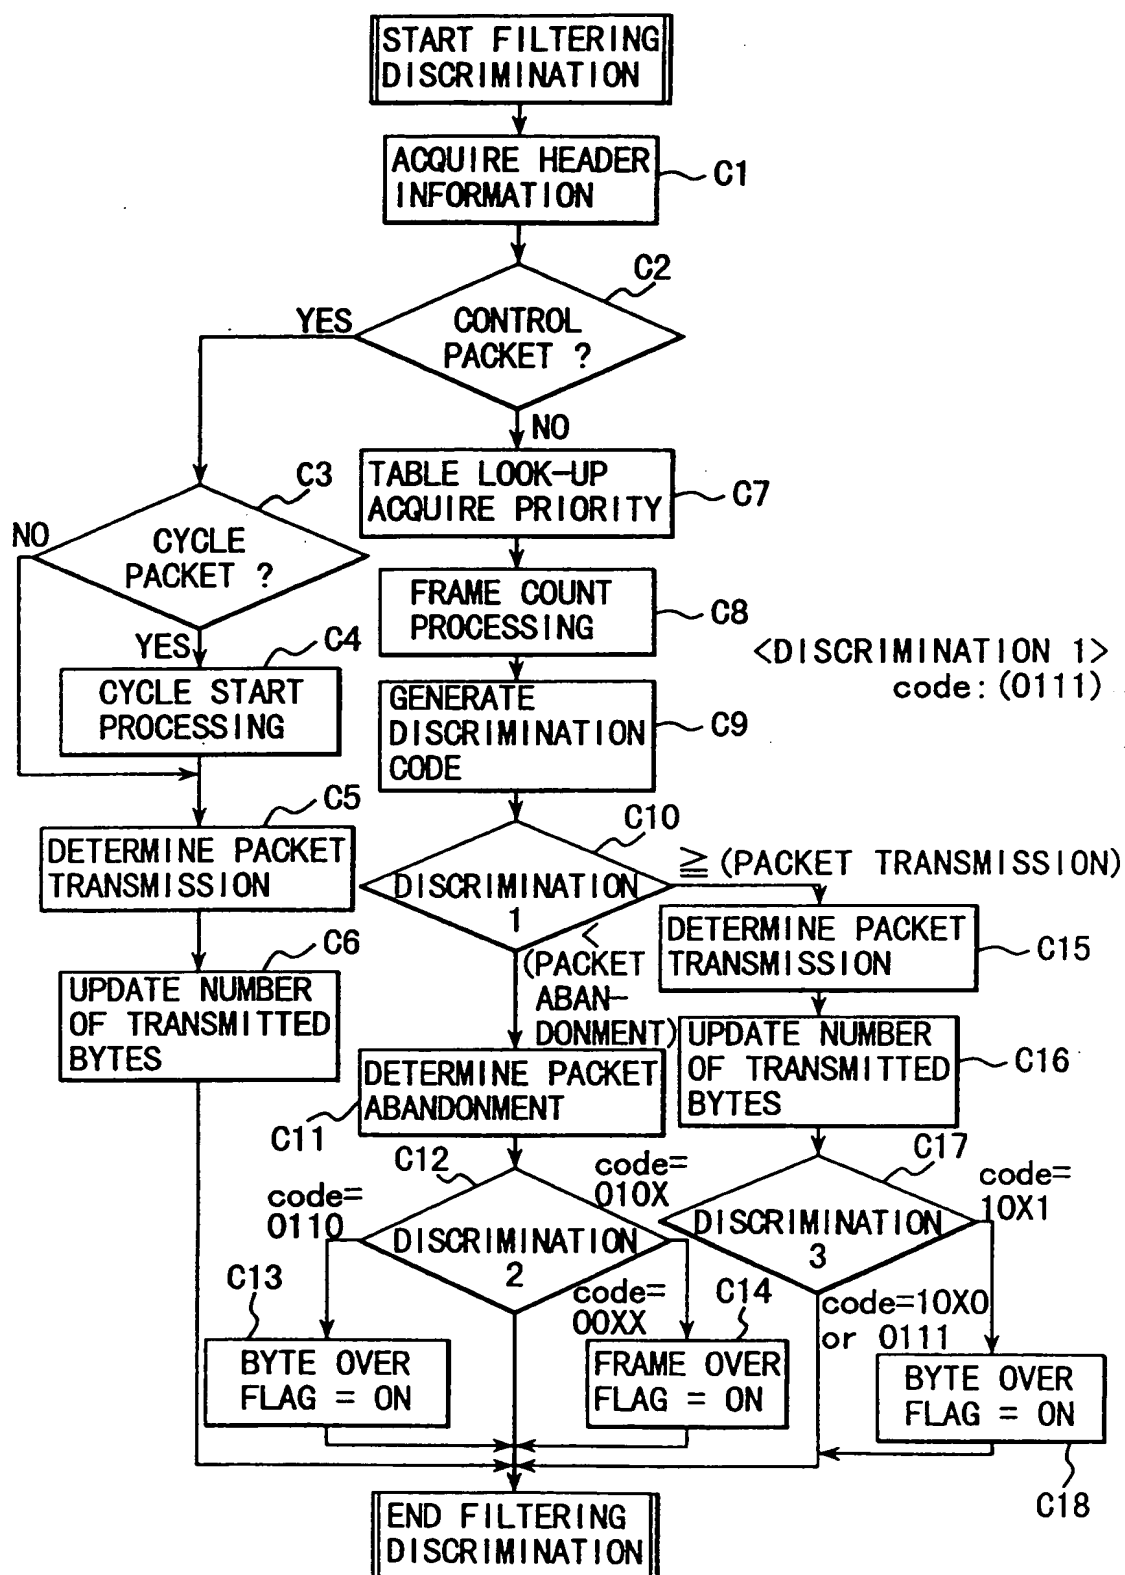 START FILTERING
DISCRIMINATION
ACQUIRE HEADER
INFORMATION
C1
C2
YES
CONTROL
PACKET ?
NO
C3
TABLE LOOK-UP
ACQUIRE PRIORITY
C7
NO
CYCLE
PACKET ?
FRAME COUNT
PROCESSING
C8
YES
C4
<DISCRIMINATION 1>
code:(0111)
CYCLE START
PROCESSING
GENERATE
DISCRIMINATION
CODE
C9
C5
C10
DETERMINE PACKET
TRANSMISSION
DISCRIMINATION
1
≧(PACKET TRANSMISSION)
<
(PACKET
ABAN-
DONMENT)
DETERMINE PACKET
TRANSMISSION
C15
C6
UPDATE NUMBER
OF TRANSMITTED
BYTES
UPDATE NUMBER
OF TRANSMITTED
BYTES
C16
DETERMINE PACKET
ABANDONMENT
C11
C12
C17
code=
0110
DISCRIMINATION
2
code=
010X
DISCRIMINATION
3
code=
10X1
C13
code=
00XX
C14
code=10X0
or 0111
BYTE OVER
FLAG = ON
FRAME OVER
FLAG = ON
BYTE OVER
FLAG = ON
C18
END FILTERING
DISCRIMINATION